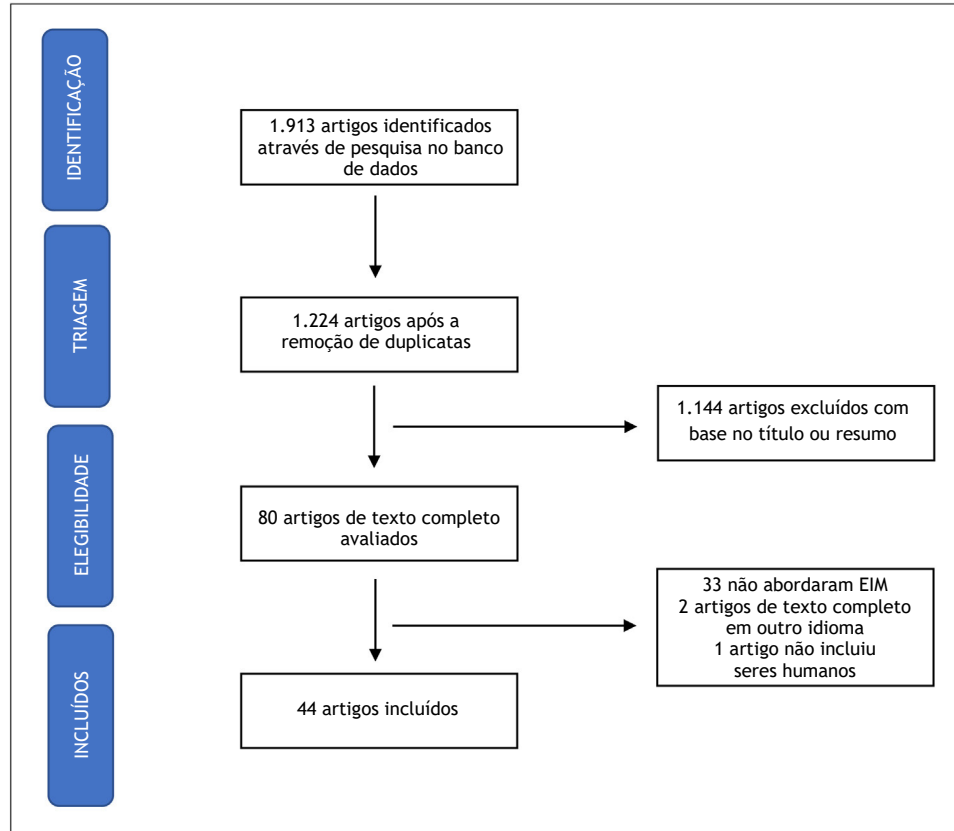 IDENTIFICAÇÃO
1.913 artigos identificados
através de pesquisa no banco
de dados
TRIAGEM
1.224 artigos após a
remoção de duplicatas
1.144 artigos excluídos com
base no título ou resumo
ELEGIBILIDADE
80 artigos de texto completo
avaliados
33 não abordaram EIM
2 artigos de texto completo
em outro idioma
1 artigo não incluiu
seres humanos
INCLUÍDOS
44 artigos incluídos